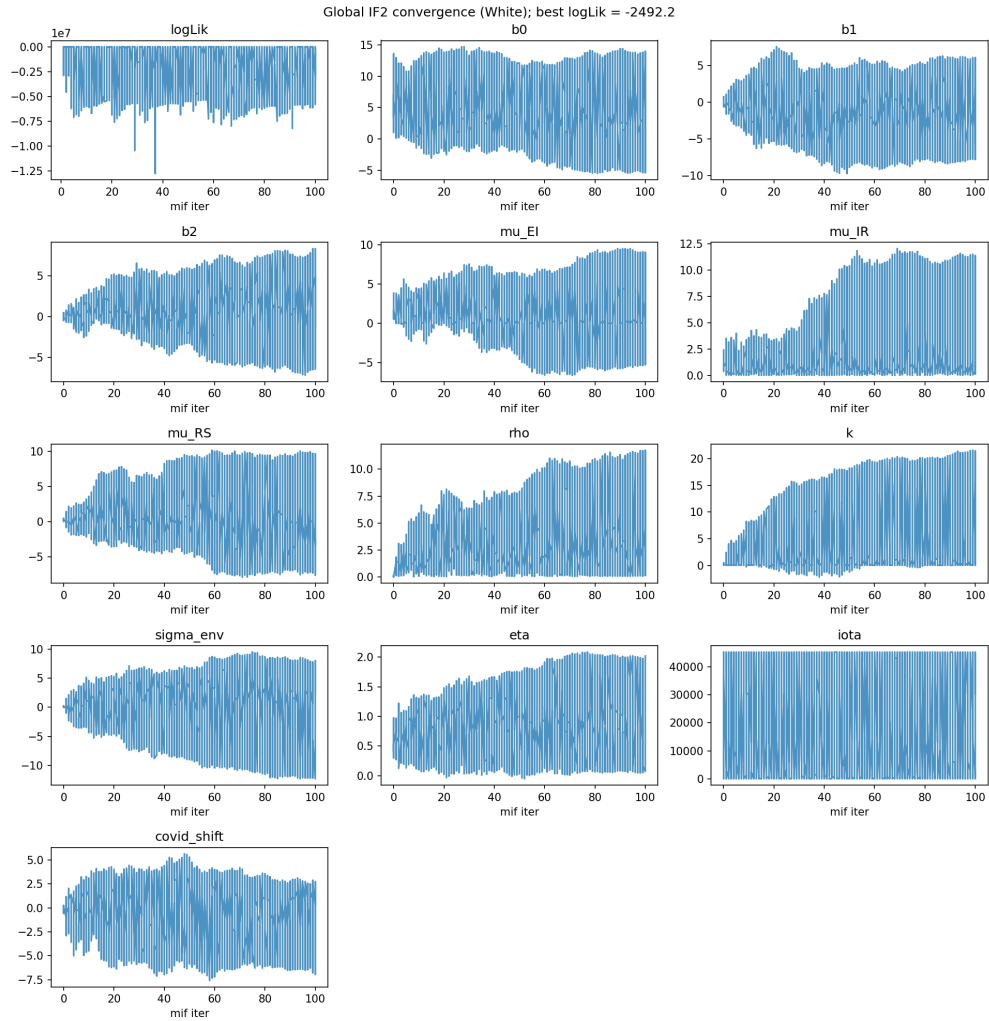 Global IF2 convergence (White); best logLik = -2492.2
logLik
1e7
0.00
−0.25
−0.50
−0.75
−1.00
−1.25
0 20 40 60 80 100
mif iter
b0
15
10
5
0
−5
0 20 40 60 80 100
mif iter
b1
5
0
−5
−10
0 20 40 60 80 100
mif iter
b2
5
0
−5
0 20 40 60 80 100
mif iter
mu_EI
10
5
0
−5
0 20 40 60 80 100
mif iter
mu_IR
12.5
10.0
7.5
5.0
2.5
0.0
0 20 40 60 80 100
mif iter
mu_RS
10
5
0
−5
0 20 40 60 80 100
mif iter
rho
10.0
7.5
5.0
2.5
0.0
0 20 40 60 80 100
mif iter
k
20
15
10
5
0
0 20 40 60 80 100
mif iter
sigma_env
10
5
0
−5
−10
0 20 40 60 80 100
mif iter
eta
2.0
1.5
1.0
0.5
0.0
0 20 40 60 80 100
mif iter
iota
40000
30000
20000
10000
0
0 20 40 60 80 100
mif iter
covid_shift
5.0
2.5
0.0
−2.5
−5.0
−7.5
0 20 40 60 80 100
mif iter